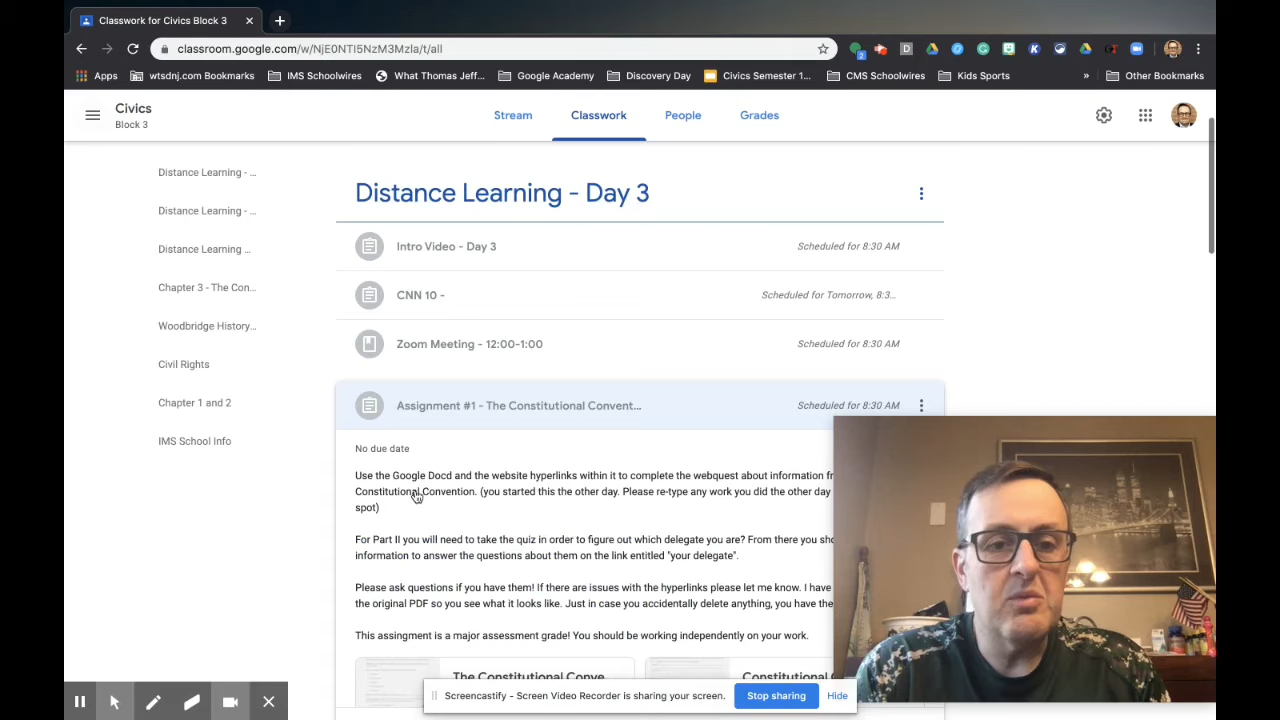 Classwork for Civics Block 3
classroom.google.com/w/NjE0NTI5NzM3Mzla/t/all
2
Apps
wtsdnj.com Bookmarks
IMS Schoolwires
What Thomas Jeff...
Google Academy
Discovery Day
Civics Semester 1...
CMS Schoolwires
Kids Sports
»
Other Bookmarks
Civics
Block 3
Stream
Classwork
People
Grades
Distance Learning - ...
Distance Learning - ...
Distance Learning ...
Chapter 3 - The Con...
Woodbridge History...
Civil Rights
Chapter 1 and 2
IMS School Info
Distance Learning - Day 3
Intro Video - Day 3
Scheduled for 8:30 AM
CNN 10 -
Scheduled for Tomorrow, 8:3...
Zoom Meeting - 12:00-1:00
Scheduled for 8:30 AM
Assignment #1 - The Constitutional Convent...
Scheduled for 8:30 AM
No due date
Use the Google Docd and the website hyperlinks within it to complete the webquest about information fr
Constitutional Convention. (you started this the other day. Please re-type any work you did the other day
spot)
For Part II you will need to take the quiz in order to figure out which delegate you are? From there you sho
information to answer the questions about them on the link entitled "your delegate".
Please ask questions if you have them! If there are issues with the hyperlinks please let me know. I have
the original PDF so you see what it looks like. Just in case you accidentally delete anything, you have the
This assingment is a major assessment grade! You should be working independently on your work.
The Constitutional Conve
Constitutional
Screencastify - Screen Video Recorder is sharing your screen.
Stop sharing
Hide